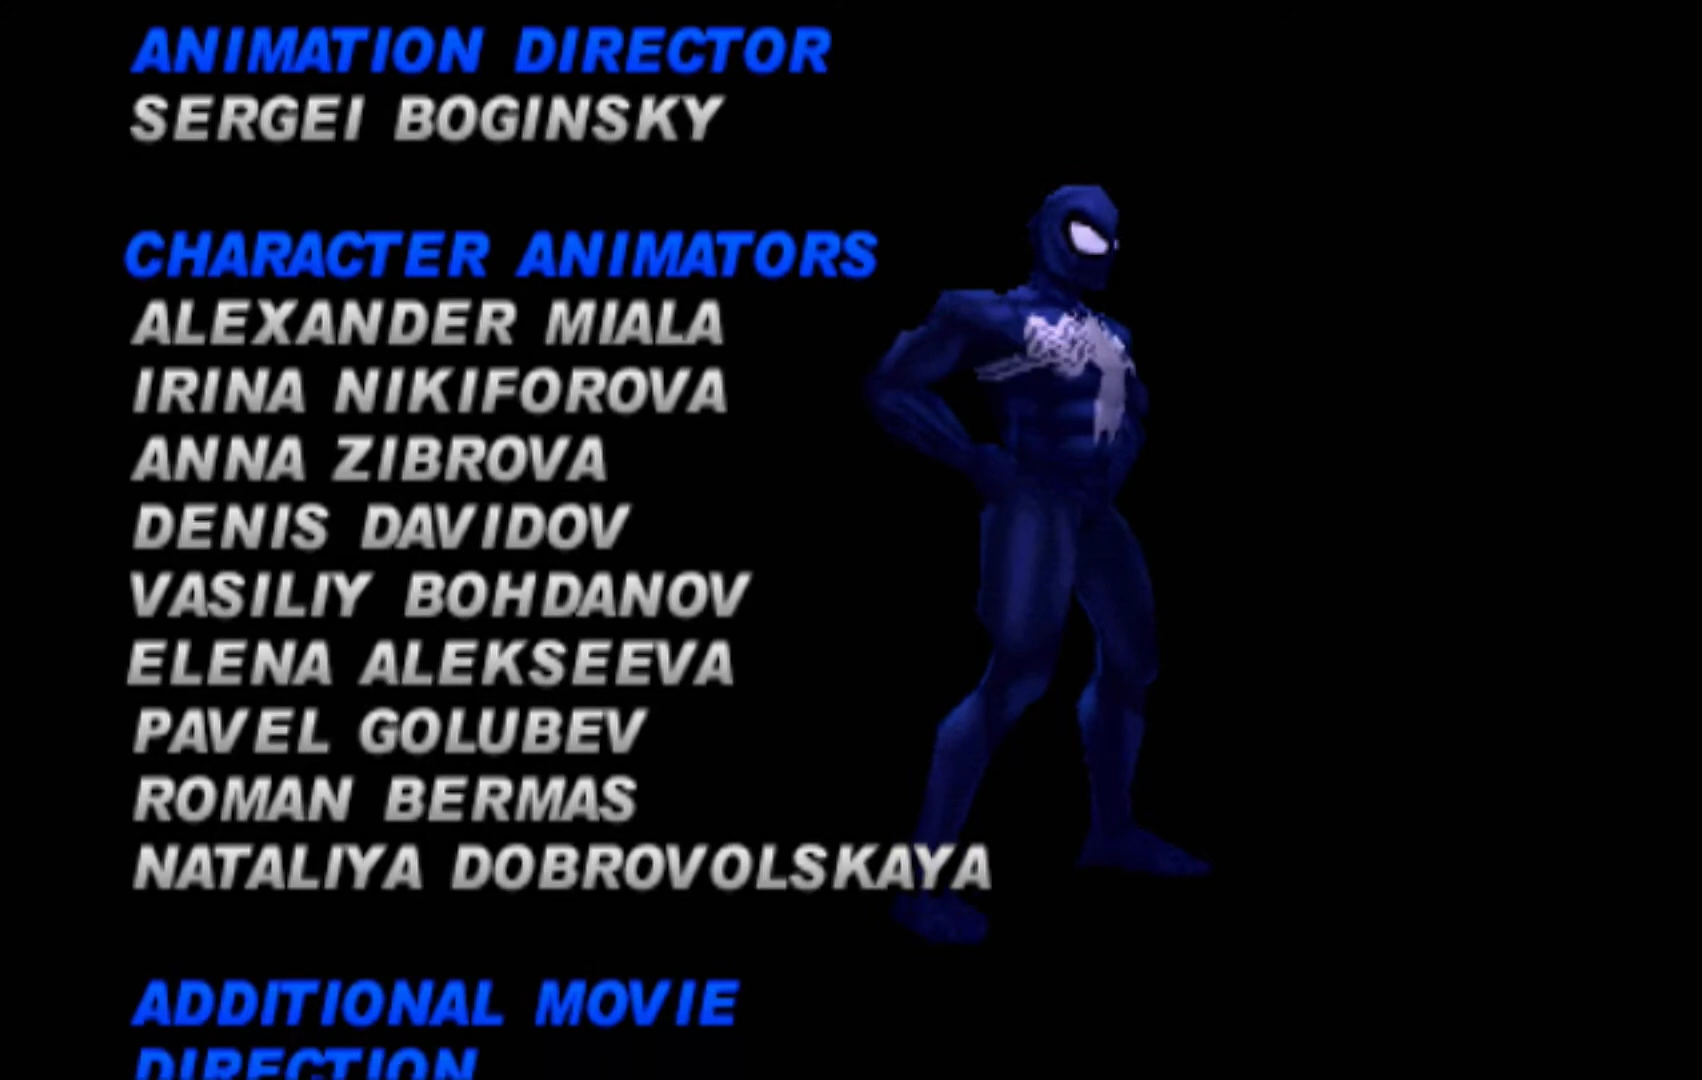 ANIMATION DIRECTOR
SERGEI BOGINSKY
CHARACTER ANIMATORS
ALEXANDER MIALA
IRINA NIKIFOROVA
ANNA ZIBROVA
DENIS DAVIDOV
VASILIY BOHDANOV
ELENA ALEKSEEVA
PAVEL GOLUBEV
ROMAN BERMAS
NATALIYA DOBROVOLSKAYA
ADDITIONAL MOVIE
DIRECTION